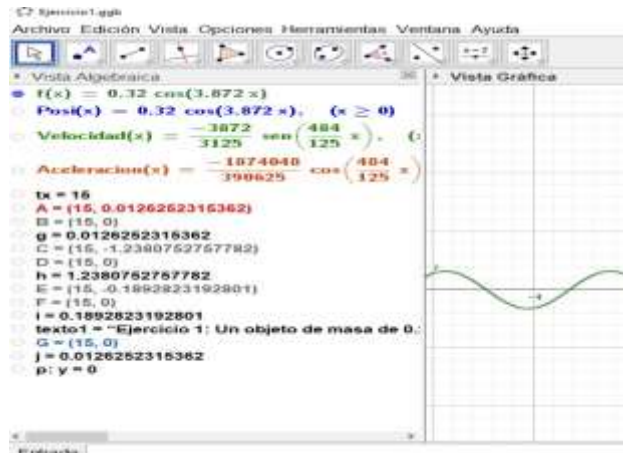 Ejercicio1.ggb
Archivo Edición Vista Opciones Herramientas Ventana Ayuda
Vista Algebraica
Vista Gráfica
f(x) = 0.32 cos(3.872 x)
Posi(x) = 0.32 cos(3.872 x), (x ≥ 0)
Velocidad(x) = -3872/3125 sen(484/125 x), (
Aceleracion(x) = -1874048/390625 cos(484/125 x)
tx = 15
A = (15, 0.0126252315362)
B = (15, 0)
g = 0.0126252315362
C = (15, -1.2380752757782)
D = (15, 0)
h = 1.2380752757782
E = (15, -0.1892823192801)
F = (15, 0)
i = 0.1892823192801
texto1 = "Ejercicio 1: Un objeto de masa de 0.
G = (15, 0)
j = 0.0126252315362
p: y = 0
Entrada